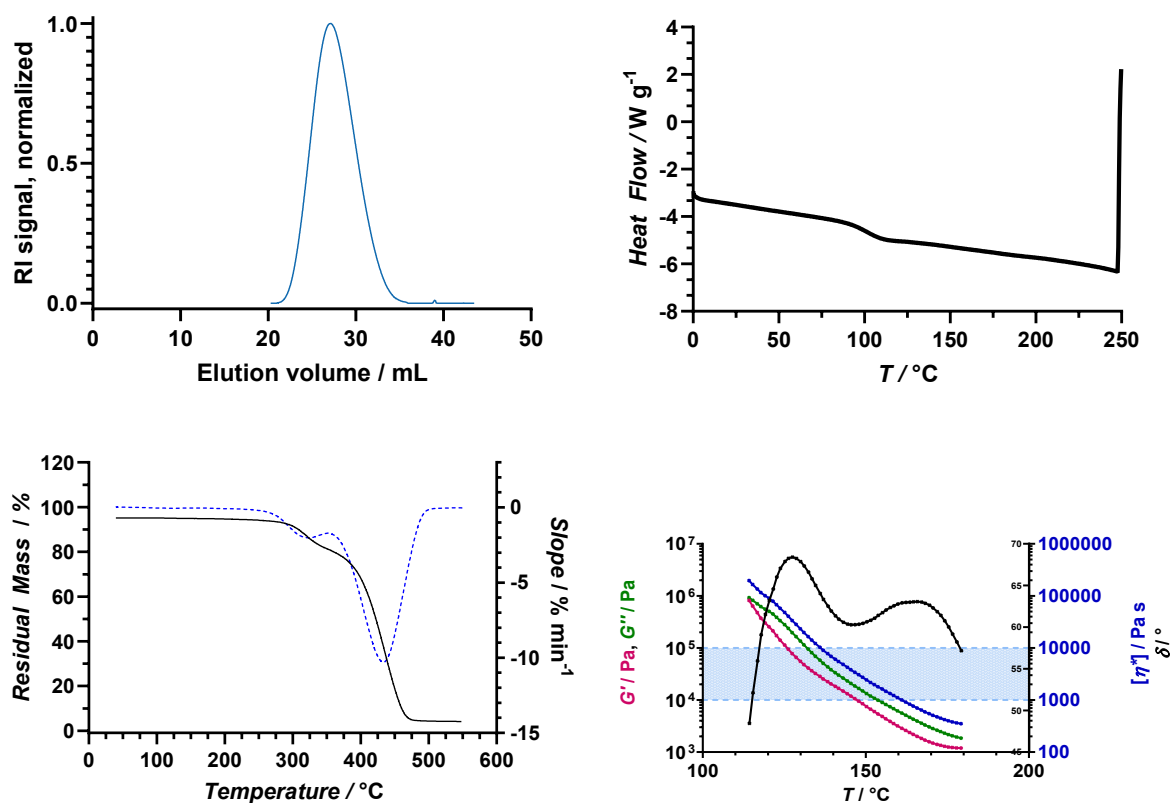 RI signal, normalized
1.0
0.5
0.0
0 10 20 30 40 50
Elution volume / mL
Heat Flow / W g-1
4
2
0
-2
-4
-6
-8
0 50 100 150 200 250
T / °C
Residual Mass / %
120
100
80
60
40
20
0
0 100 200 300 400 500 600
Temperature / °C
0
-5
-10
-15
Slope / % min-1
G' / Pa, G'' / Pa
10⁷
10⁶
10⁵
10⁴
10³
100 150 200
T / °C
70
65
60
55
50
45
1000000
100000
10000
1000
100
[η*] / Pa s
δ / °